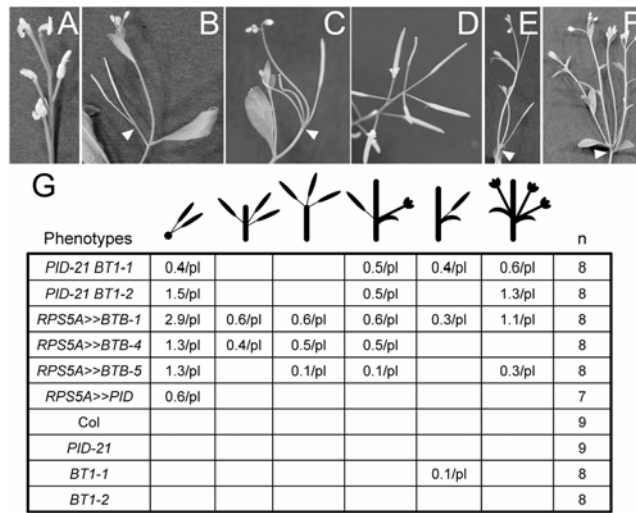 A B C D E F
G
Phenotypes n
PID-21 BT1-1 0.4/pl 0.5/pl 0.4/pl 0.6/pl 8
PID-21 BT1-2 1.5/pl 0.5/pl 1.3/pl 8
RPS5A>>BTB-1 2.9/pl 0.6/pl 0.6/pl 0.6/pl 0.3/pl 1.1/pl 8
RPS5A>>BTB-4 1.3/pl 0.4/pl 0.5/pl 0.5/pl 8
RPS5A>>BTB-5 1.3/pl 0.1/pl 0.1/pl 0.3/pl 8
RPS5A>>PID 0.6/pl 7
Col 9
PID-21 9
BT1-1 0.1/pl 8
BT1-2 8